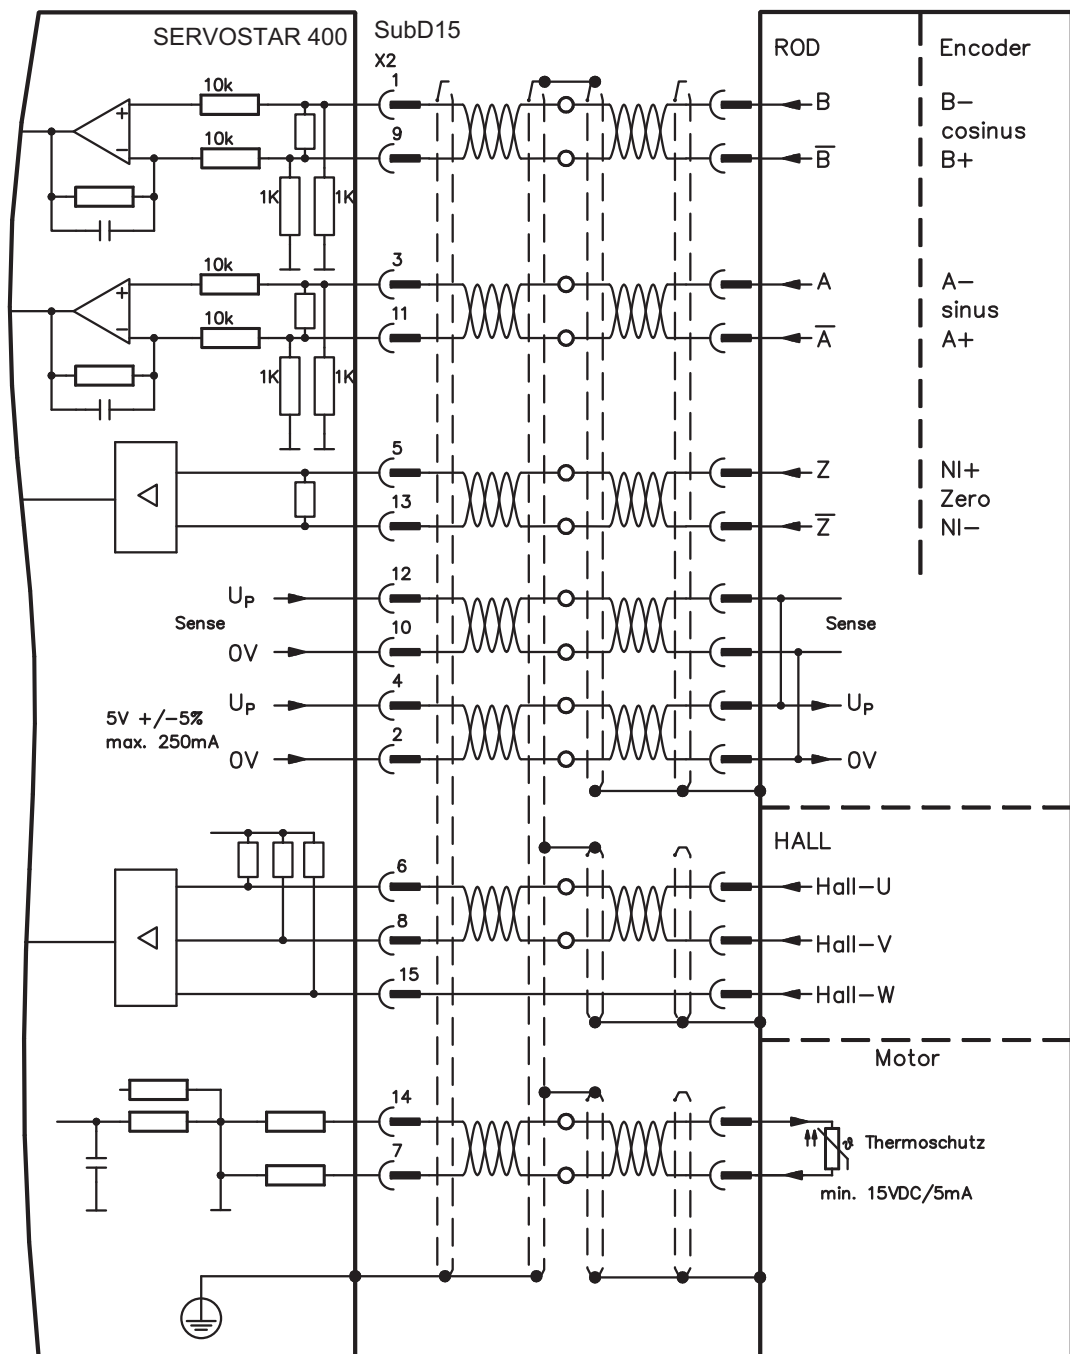 SERVOSTAR 400
SubD15
X2
ROD
Encoder
10k
1
B
B-
cosinus
10k
9
B̅
B+
1K
1K
10k
3
A
A-
sinus
10k
11
A̅
A+
1K
1K
5
Z
NI+
Zero
13
Z̅
NI-
UP
12
Sense
Sense
0V
10
UP
4
UP
5V +/-5%
max. 250mA
0V
2
0V
HALL
6
Hall-U
8
Hall-V
15
Hall-W
Motor
14
ϑ Thermoschutz
7
min. 15VDC/5mA